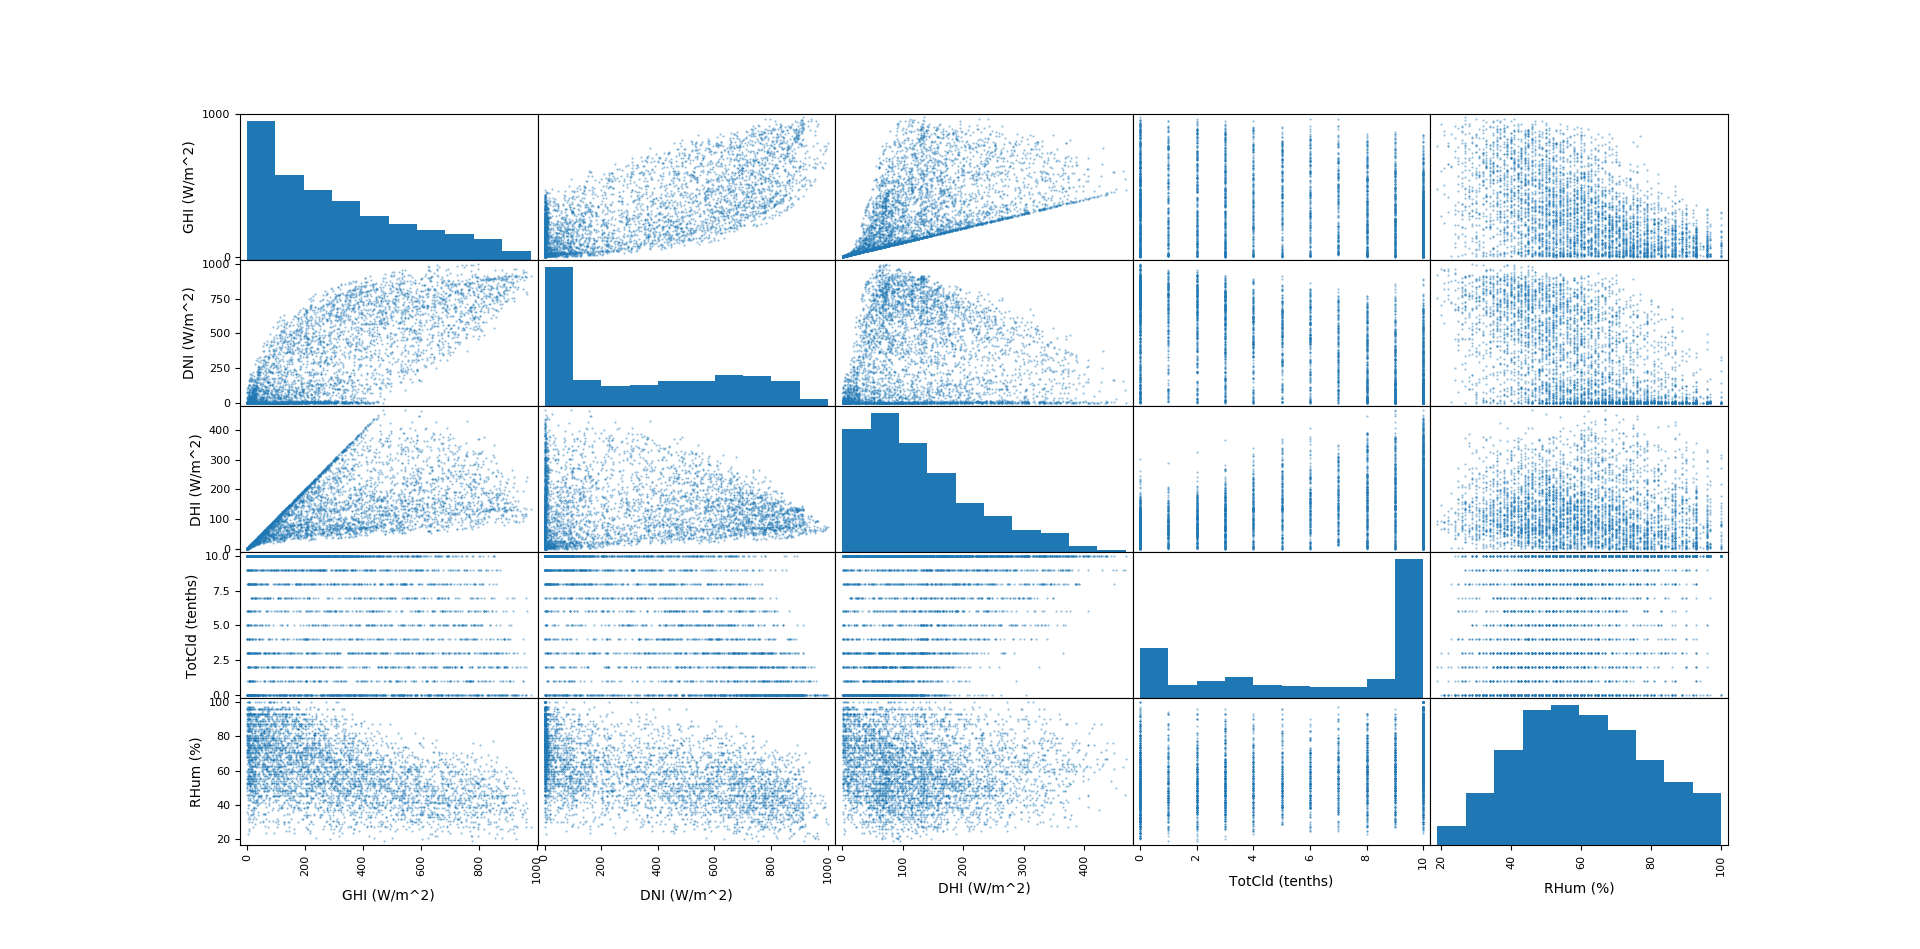 1000
GHI (W/m^2)
0
1000
750
DNI (W/m^2)
500
250
0
400
300
DHI (W/m^2)
200
100
0
10.0
7.5
TotCld (tenths)
5.0
2.5
0.0
100
80
RHum (%)
60
40
20
0 200 400 600 800 1000
0 200 400 600 800 1000
0 100 200 300 400
0 2 4 6 8 10
20 40 60 80 100
GHI (W/m^2) DNI (W/m^2) DHI (W/m^2) TotCld (tenths) RHum (%)